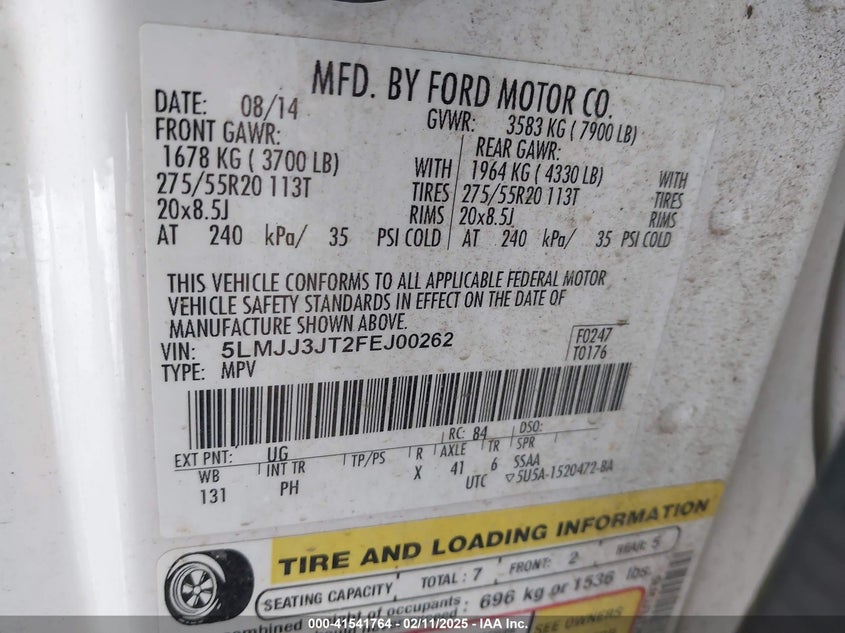 MFD. BY FORD MOTOR CO.
DATE: 08/14 GVWR: 3583 KG ( 7900 LB)
FRONT GAWR: REAR GAWR:
1678 KG ( 3700 LB) WITH 1964 KG ( 4330 LB) WITH
275/55R20 113T TIRES 275/55R20 113T TIRES
20x8.5J RIMS 20x8.5J RIMS
AT 240 kPa/ 35 PSI COLD AT 240 kPa/ 35 PSI COLD
THIS VEHICLE CONFORMS TO ALL APPLICABLE FEDERAL MOTOR
VEHICLE SAFETY STANDARDS IN EFFECT ON THE DATE OF
MANUFACTURE SHOWN ABOVE.
VIN: 5LMJJ3JT2FEJ00262 F0247
TYPE: MPV T0176
EXT PNT: UG RC: 84 DSO:
WB INT TR TP/PS R AXLE TR SPR
131 PH X 41 6 SSAA
UTC ▽5U5A-1520472-BA
TIRE AND LOADING INFORMATION
SEATING CAPACITY TOTAL : 7 FRONT: 2 REAR: 5
combined weight of occupants 696 kg or 1536 lbs.
SEE OWNERS
000-41541764 - 02/11/2025 - IAA Inc.